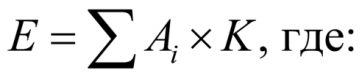 E = ∑ Aᵢ × K, где: